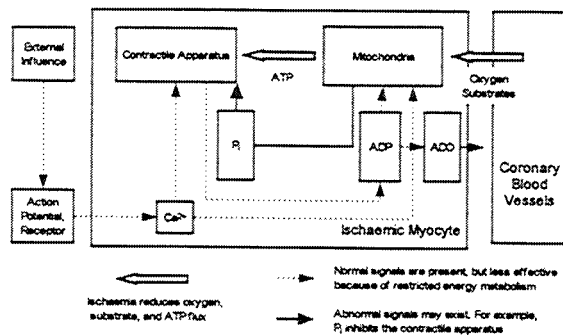 External
Influence
Contractile Apparatus
Mitochondria
ATP
Oxygen
Substrates
Pi
ADP
ADO
Coronary
Blood
Vessels
Action
Potential,
Receptor
Ca2+
Ischaemic Myocyte
Ischaemia reduces oxygen,
substrate, and ATP flux
Normal signals are present, but less effective
because of restricted energy metabolism
Abnormal signals may exist. For example,
Pi inhibits the contractile apparatus